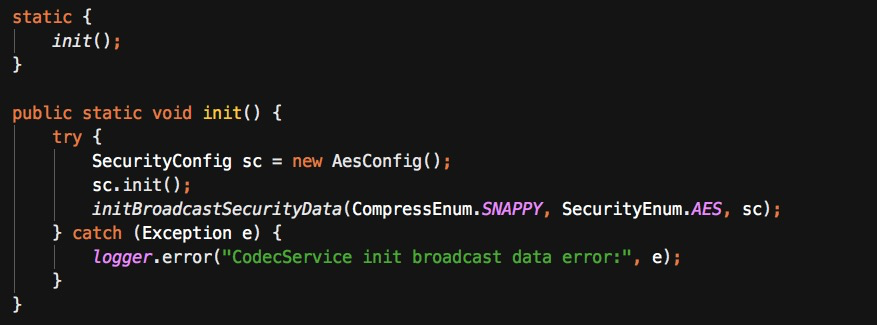 static {
    init();
}

public static void init() {
    try {
        SecurityConfig sc = new AesConfig();
        sc.init();
        initBroadcastSecurityData(CompressEnum.SNAPPY, SecurityEnum.AES, sc);
    } catch (Exception e) {
        logger.error("CodecService init broadcast data error:", e);
    }
}